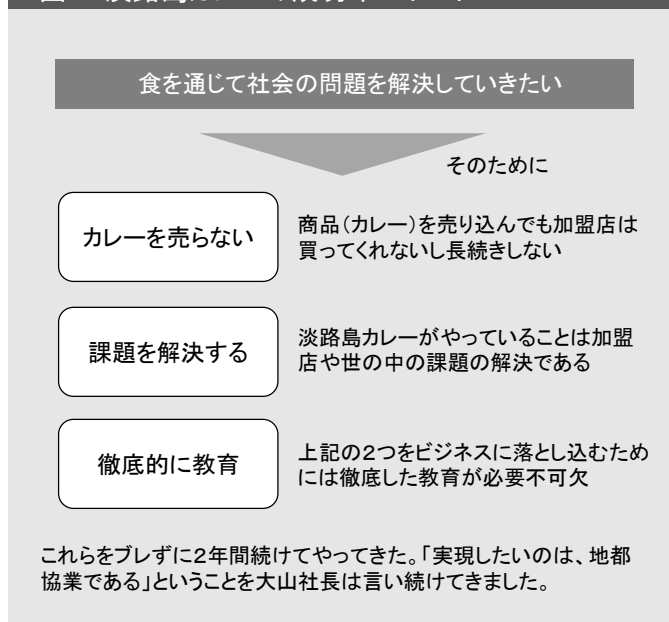 食を通じて社会の問題を解決していきたい
そのために
カレーを売らない
商品(カレー)を売り込んでも加盟店は
買ってくれないし長続きしない
課題を解決する
淡路島カレーがやっていることは加盟
店や世の中の課題の解決である
徹底的に教育
上記の2つをビジネスに落とし込むため
には徹底した教育が必要不可欠
これらをブレずに2年間続けてやってきた。「実現したいのは、地都
協業である」ということを大山社長は言い続けてきました。